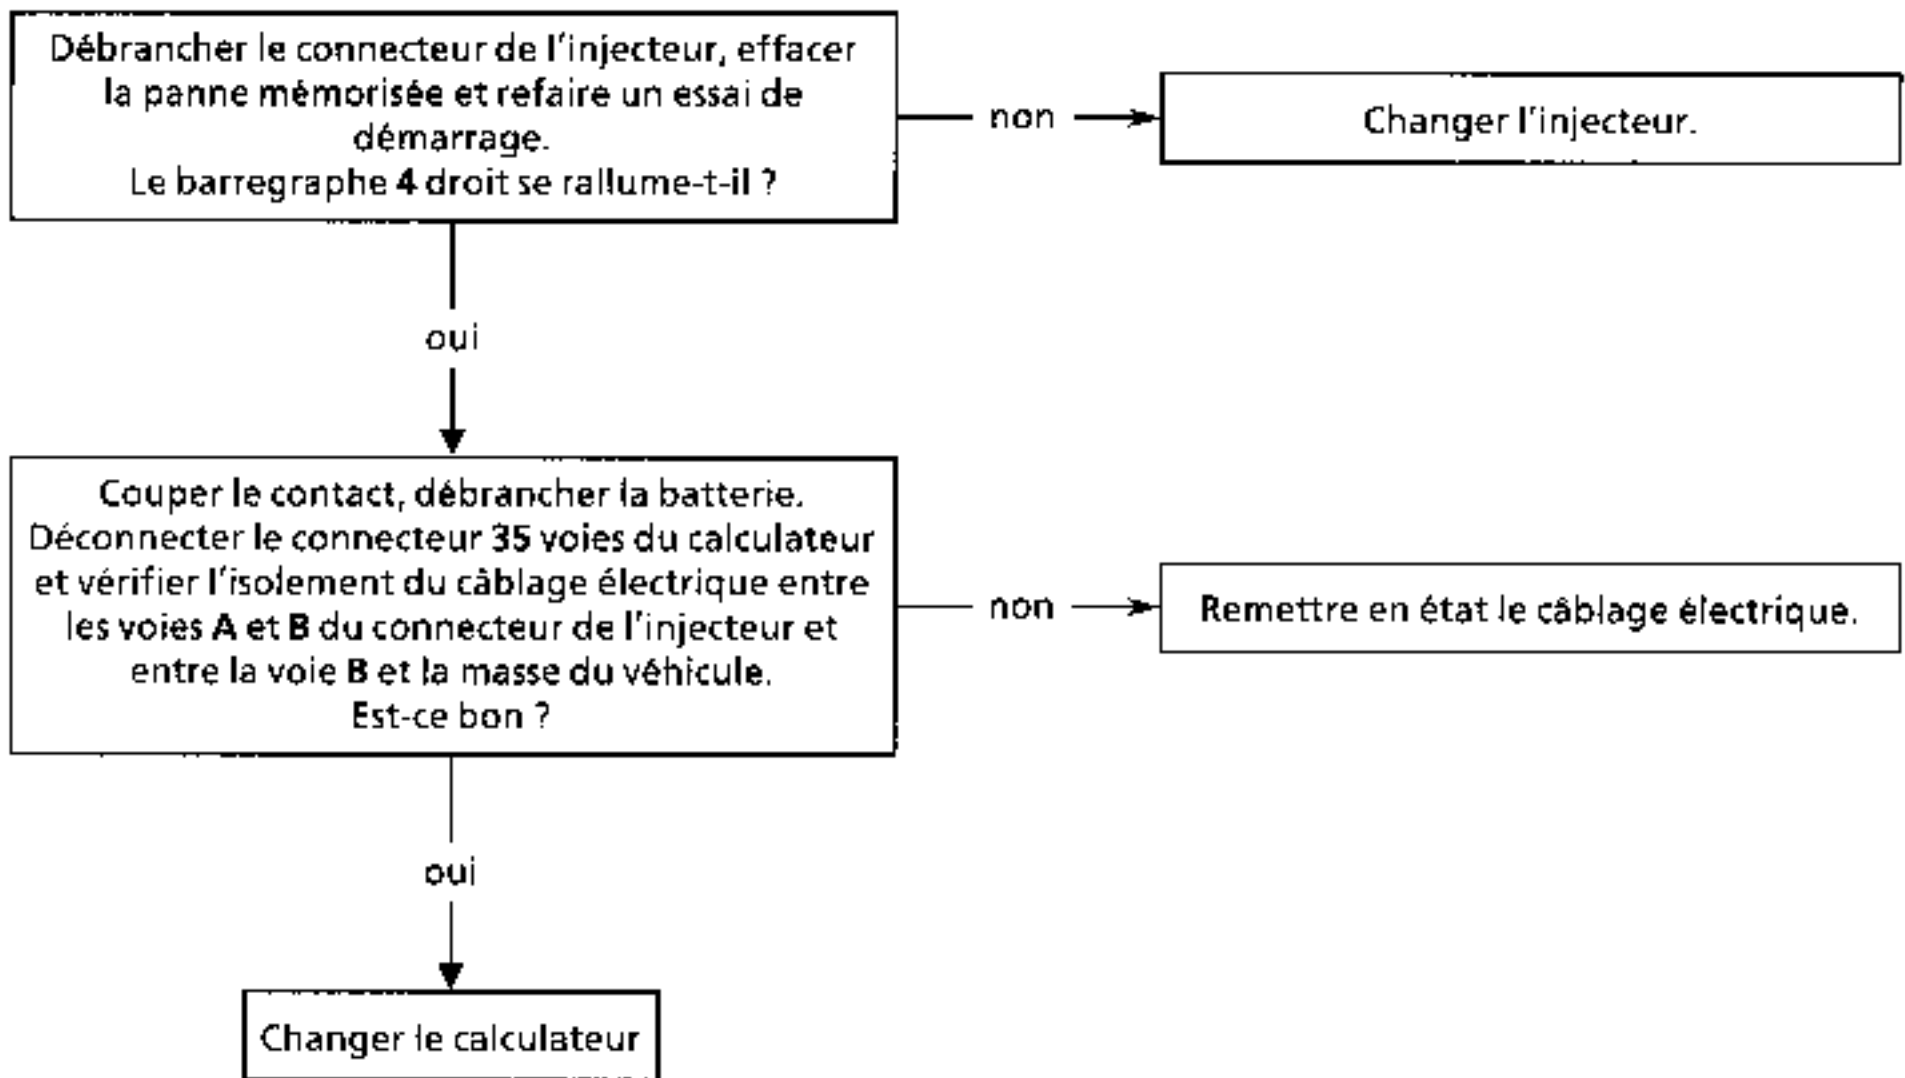 Débrancher le connecteur de l'injecteur, effacer
la panne mémorisée et refaire un essai de
démarrage.
Le barregraphe 4 droit se rallume-t-il ?
non
Changer l'injecteur.
oui
Couper le contact, débrancher la batterie.
Déconnecter le connecteur 35 voies du calculateur
et vérifier l'isolement du câblage électrique entre
les voies A et B du connecteur de l'injecteur et
entre la voie B et la masse du véhicule.
Est-ce bon ?
non
Remettre en état le câblage électrique.
oui
Changer le calculateur